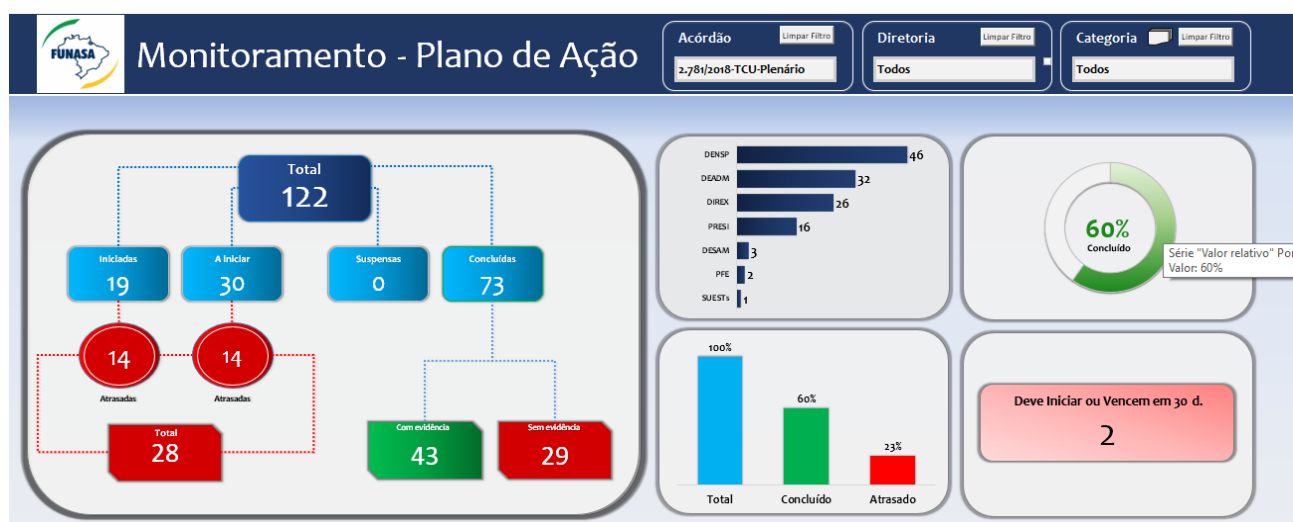 FUNASA
Monitoramento - Plano de Ação
Acórdão
Limpar Filtro
2.781/2018-TCU-Plenário
Diretoria
Limpar Filtro
Todos
Categoria
Limpar Filtro
Todos
Total
122
Iniciadas
19
A Iniciar
30
Suspensas
0
Concluídas
73
14
Atrasadas
14
Atrasadas
Total
28
Com evidência
43
Sem evidência
29
DENSP 46
DEADM 32
DIREX 26
PRESI 16
DESAM 3
PFE 2
SUESTs 1
60%
Concluído
Série "Valor relativo" Po
Valor: 60%
100%
60%
23%
Total Concluído Atrasado
Deve Iniciar ou Vencem em 30 d.
2